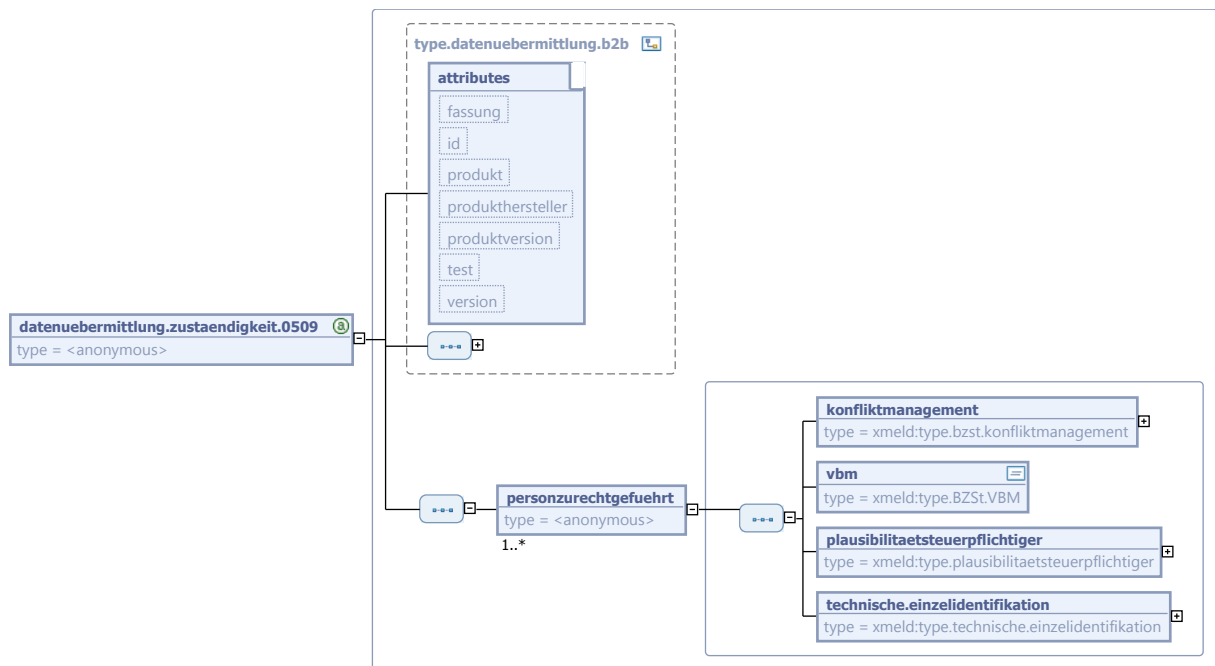 type.datenuebermittlung.b2b
attributes
fassung
id
produkt
produkthersteller
produktversion
test
version
datenuebermittlung.zustaendigkeit.0509 a
type = <anonymous>
personzurechtgefuehrt
type = <anonymous>
1..*
konfliktmanagement
type = xmeld:type.bzst.konfliktmanagement
vbm
type = xmeld:type.BZSt.VBM
plausibilitaetsteuerpflichtiger
type = xmeld:type.plausibilitaetsteuerpflichtiger
technische.einzelidentifikation
type = xmeld:type.technische.einzelidentifikation